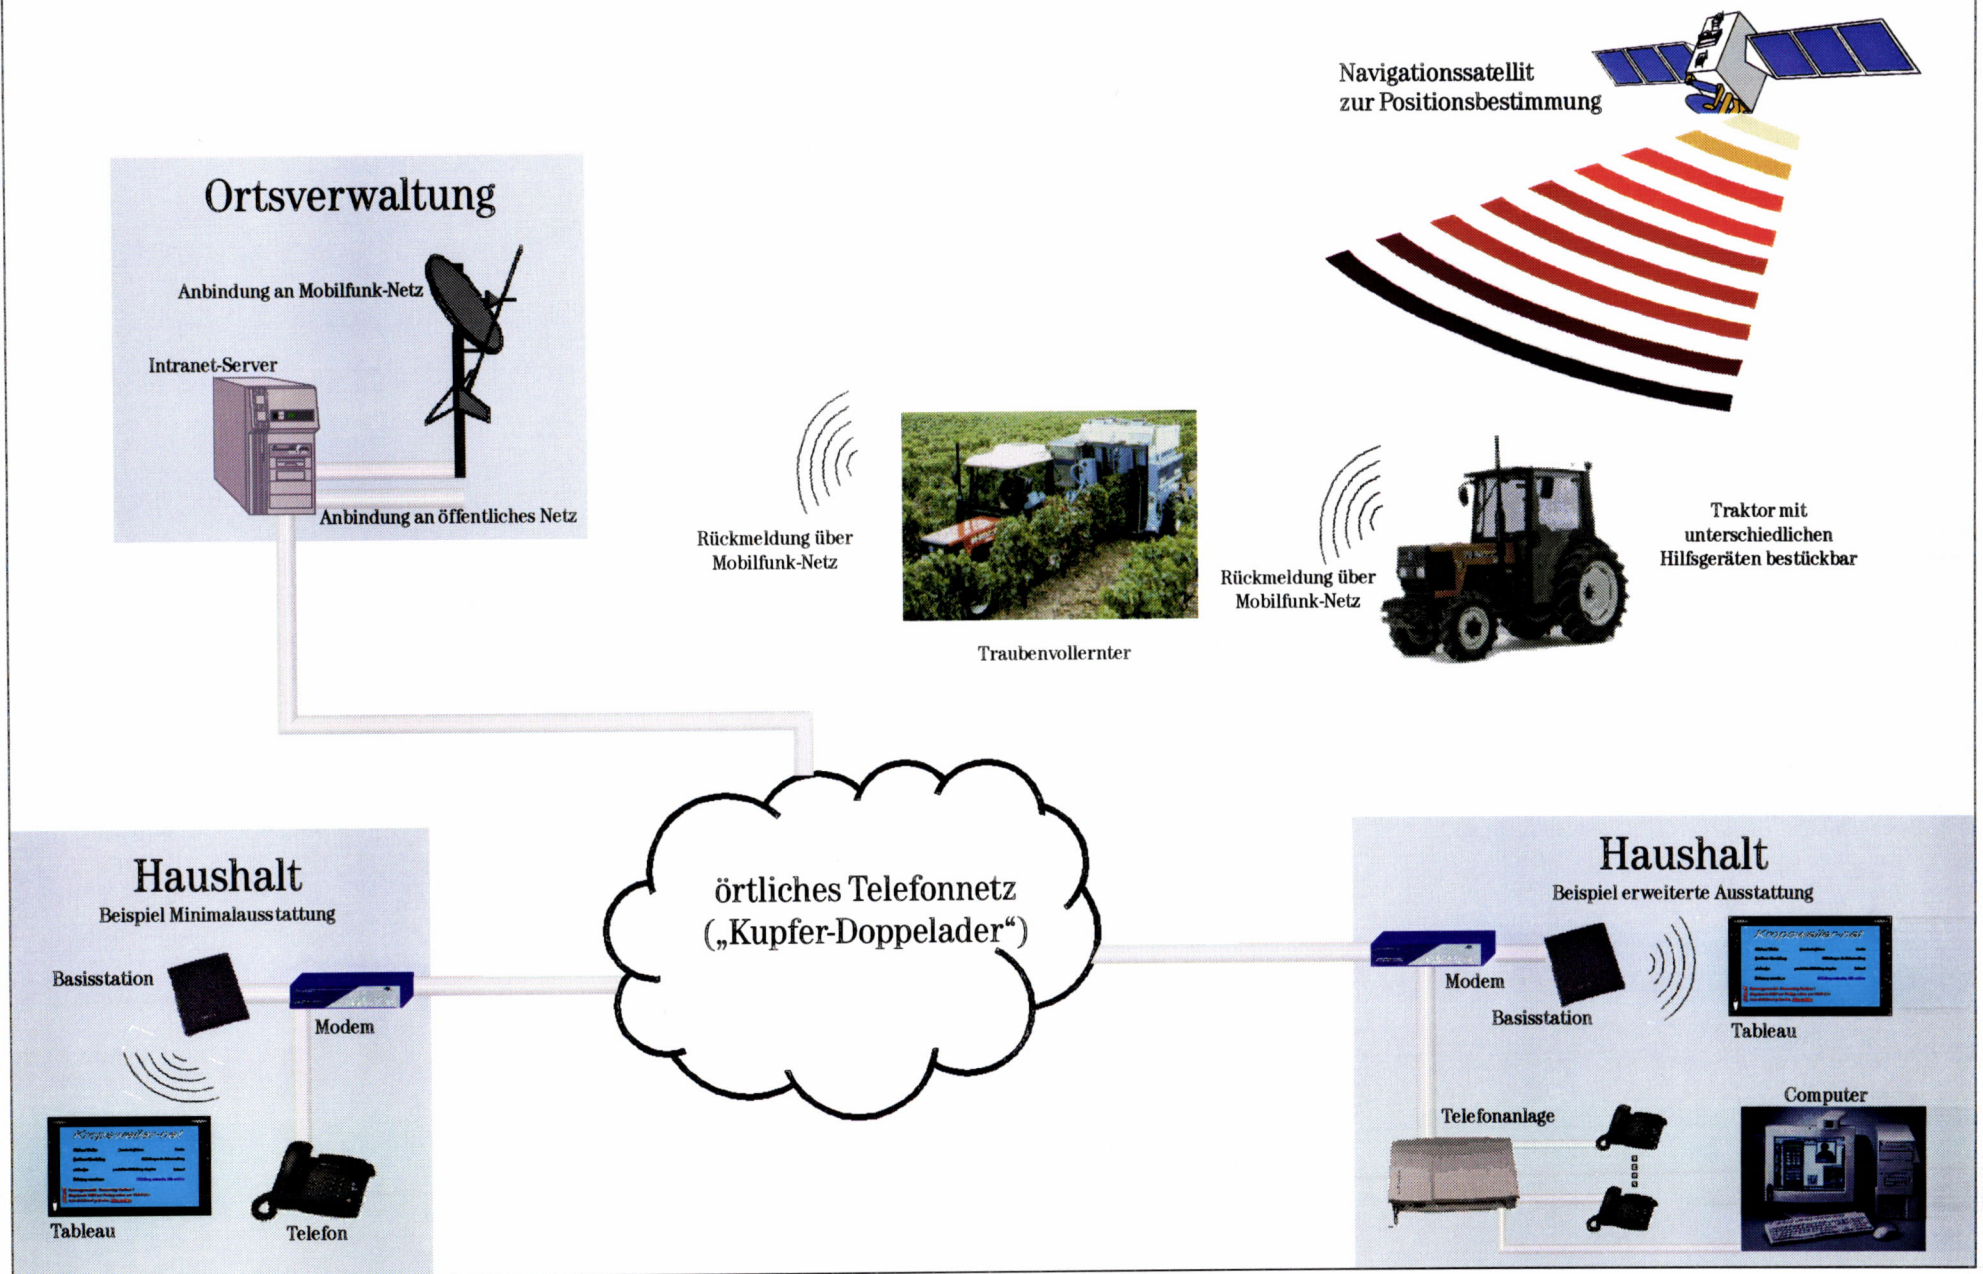 Navigationssatellit
zur Positionsbestimmung
Ortsverwaltung
Anbindung an Mobilfunk-Netz
Intranet-Server
Anbindung an öffentliches Netz
Rückmeldung über
Mobilfunk-Netz
Traubenvollernter
Rückmeldung über
Mobilfunk-Netz
Traktor mit
unterschiedlichen
Hilfsgeräten bestückbar
örtliches Telefonnetz
(„Kupfer-Doppelader“)
Haushalt
Beispiel Minimalausstattung
Basisstation
Modem
Tableau
Telefon
Haushalt
Beispiel erweiterte Ausstattung
Modem
Basisstation
Tableau
Telefonanlage
Computer